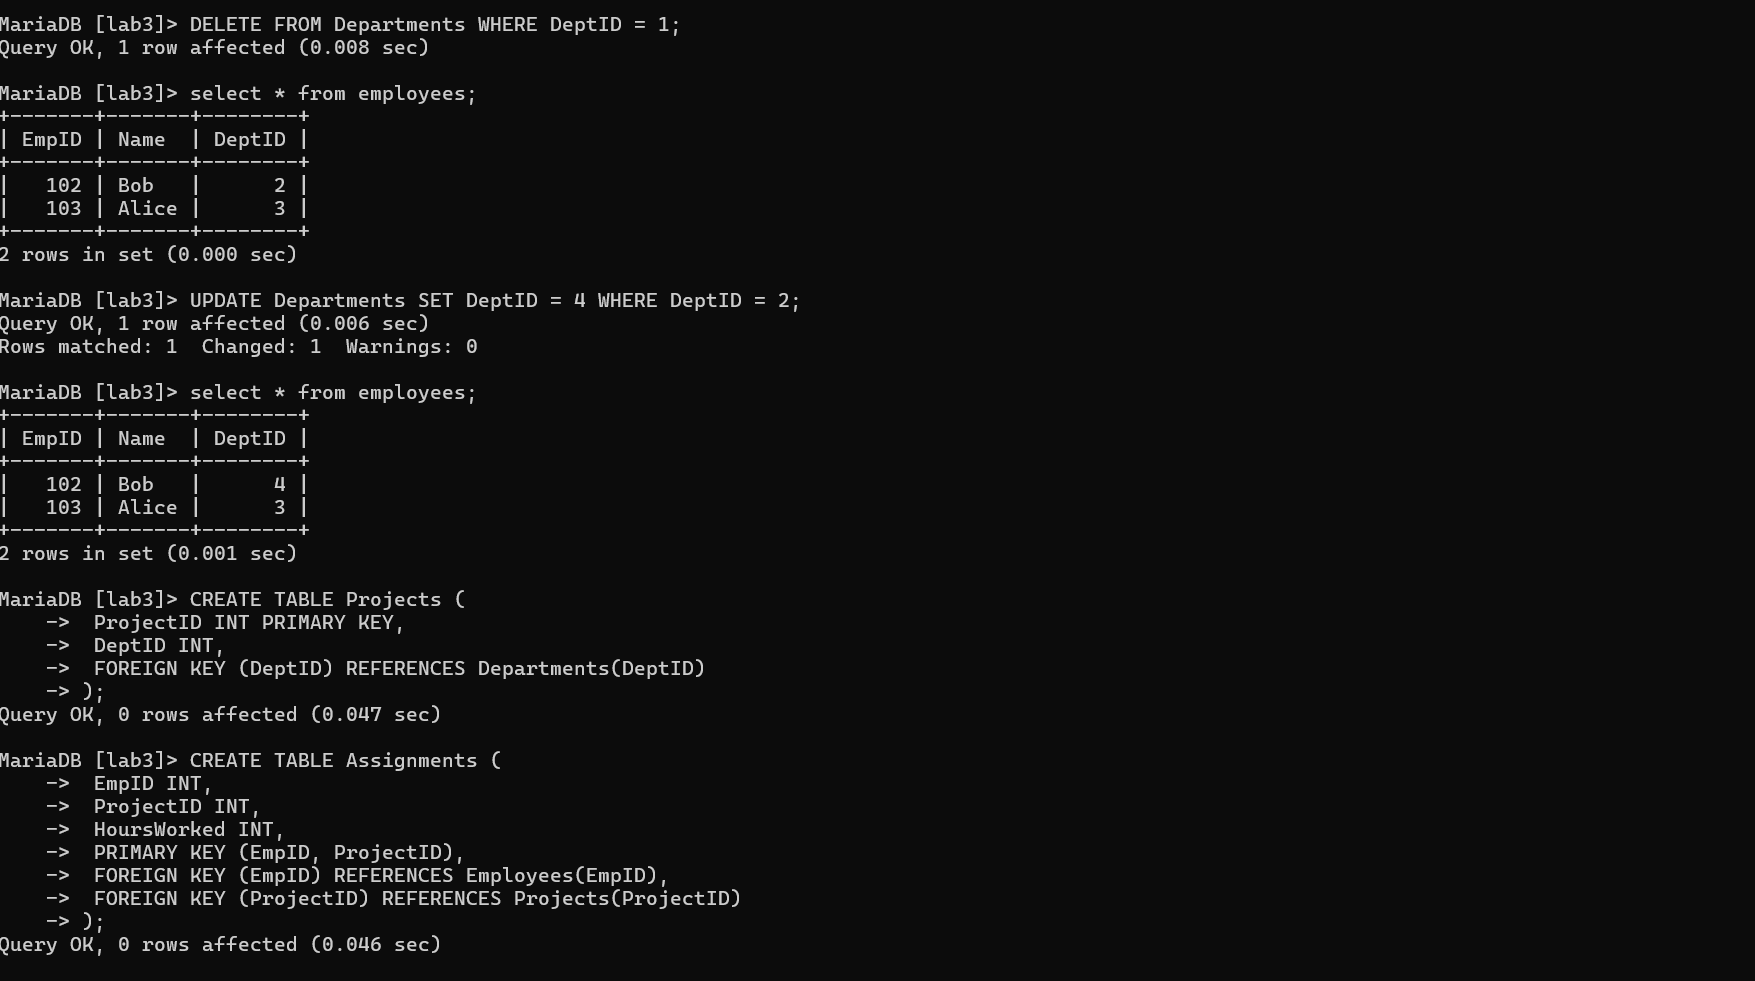 MariaDB [lab3]> DELETE FROM Departments WHERE DeptID = 1;
Query OK, 1 row affected (0.008 sec)

MariaDB [lab3]> select * from employees;
+-------+-------+--------+
| EmpID | Name  | DeptID |
+-------+-------+--------+
|   102 | Bob   |      2 |
|   103 | Alice |      3 |
+-------+-------+--------+
2 rows in set (0.000 sec)

MariaDB [lab3]> UPDATE Departments SET DeptID = 4 WHERE DeptID = 2;
Query OK, 1 row affected (0.006 sec)
Rows matched: 1  Changed: 1  Warnings: 0

MariaDB [lab3]> select * from employees;
+-------+-------+--------+
| EmpID | Name  | DeptID |
+-------+-------+--------+
|   102 | Bob   |      4 |
|   103 | Alice |      3 |
+-------+-------+--------+
2 rows in set (0.001 sec)

MariaDB [lab3]> CREATE TABLE Projects (
    ->  ProjectID INT PRIMARY KEY,
    ->  DeptID INT,
    ->  FOREIGN KEY (DeptID) REFERENCES Departments(DeptID)
    -> );
Query OK, 0 rows affected (0.047 sec)

MariaDB [lab3]> CREATE TABLE Assignments (
    ->  EmpID INT,
    ->  ProjectID INT,
    ->  HoursWorked INT,
    ->  PRIMARY KEY (EmpID, ProjectID),
    ->  FOREIGN KEY (EmpID) REFERENCES Employees(EmpID),
    ->  FOREIGN KEY (ProjectID) REFERENCES Projects(ProjectID)
    -> );
Query OK, 0 rows affected (0.046 sec)